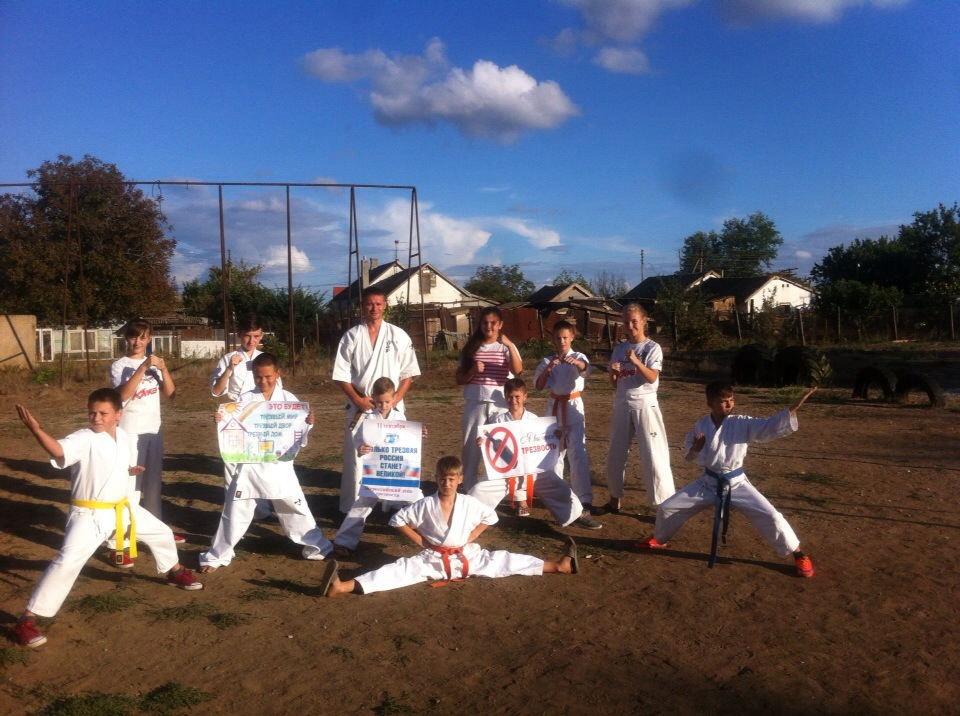 ЭТО БУДЕТ
ТРЕЗВЫЙ МИР
ТРЕЗВЫЙ ДВОР
ТРЕЗВЫЙ ДОМ
11 сентября
ТОЛЬКО ТРЕЗВАЯ
РОССИЯ
СТАНЕТ
ВЕЛИКОЙ!
Я
ТРЕЗВОСТЬ